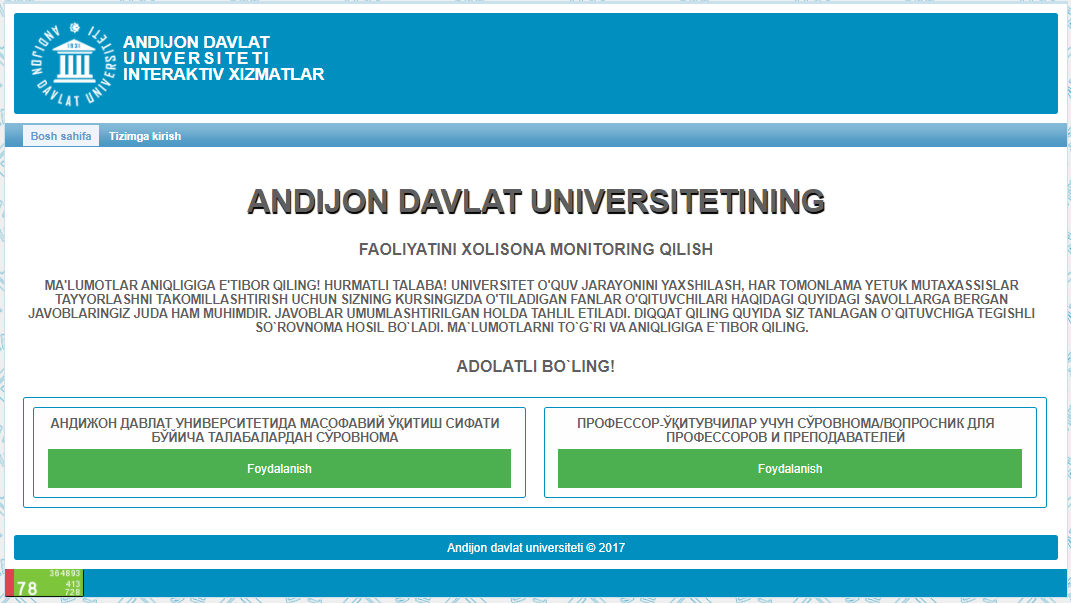 ANDIJON DAVLAT UNIVERSITETI
1931
ANDIJON DAVLAT
UNIVERSITETI
INTERAKTIV XIZMATLAR
Bosh sahifa Tizimga kirish
ANDIJON DAVLAT UNIVERSITETINING
FAOLIYATINI XOLISONA MONITORING QILISH
MA'LUMOTLAR ANIQLIGIGA E'TIBOR QILING! HURMATLI TALABA! UNIVERSITET O'QUV JARAYONINI YAXSHILASH, HAR TOMONLAMA YETUK MUTAXASSISLAR
TAYYORLASHNI TAKOMILLASHTIRISH UCHUN SIZNING KURSINGIZDA O'TILADIGAN FANLAR O'QITUVCHILARI HAQIDAGI QUYIDAGI SAVOLLARGA BERGAN
JAVOBLARINGIZ JUDA HAM MUHIMDIR. JAVOBLAR UMUMLASHTIRILGAN HOLDA TAHLIL ETILADI. DIQQAT QILING QUYIDA SIZ TANLAGAN O`QITUVCHIGA TEGISHLI
SO`ROVNOMA HOSIL BO`LADI. MA`LUMOTLARNI TO`G`RI VA ANIQLIGIGA E`TIBOR QILING.
ADOLATLI BO`LING!
АНДИЖОН ДАВЛАТ УНИВЕРСИТЕТИДА МАСОФАВИЙ ЎҚИТИШ СИФАТИ
БЎЙИЧА ТАЛАБАЛАРДАН СЎРОВНОМА
Foydalanish
ПРОФЕССОР-ЎҚИТУВЧИЛАР УЧУН СЎРОВНОМА/ВОПРОСНИК ДЛЯ
ПРОФЕССОРОВ И ПРЕПОДАВАТЕЛЕЙ
Foydalanish
Andijon davlat universiteti © 2017
364893
78 413
728